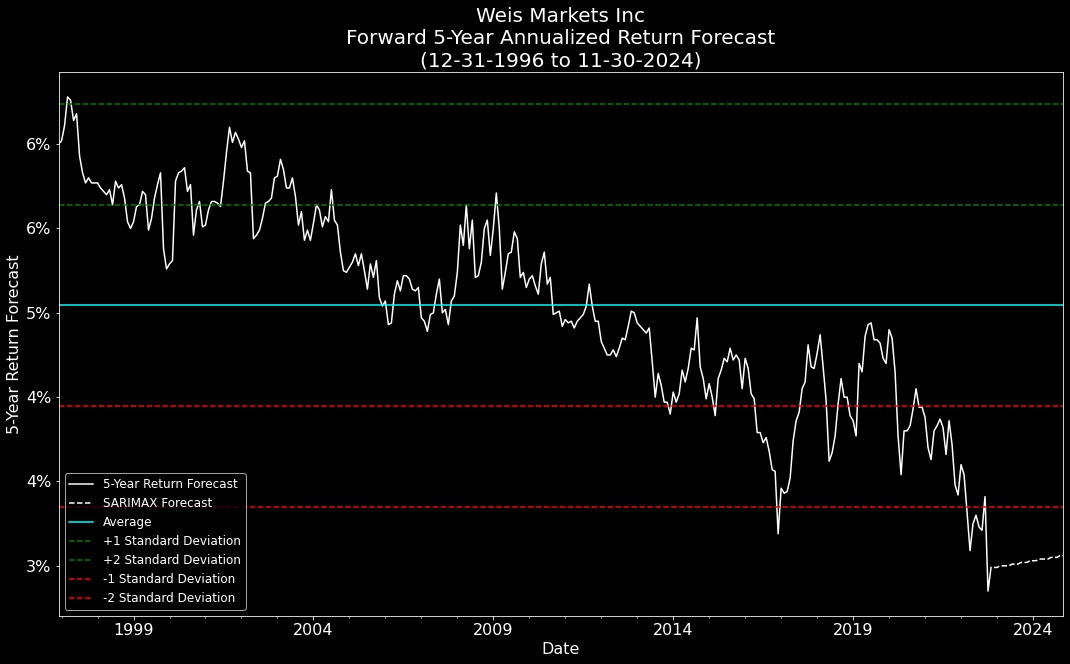 Weis Markets Inc
Forward 5-Year Annualized Return Forecast
(12-31-1996 to 11-30-2024)
6%
6%
5%
4%
4%
3%
5-Year Return Forecast
5-Year Return Forecast
SARIMAX Forecast
Average
+1 Standard Deviation
+2 Standard Deviation
-1 Standard Deviation
-2 Standard Deviation
1999
2004
2009
2014
2019
2024
Date